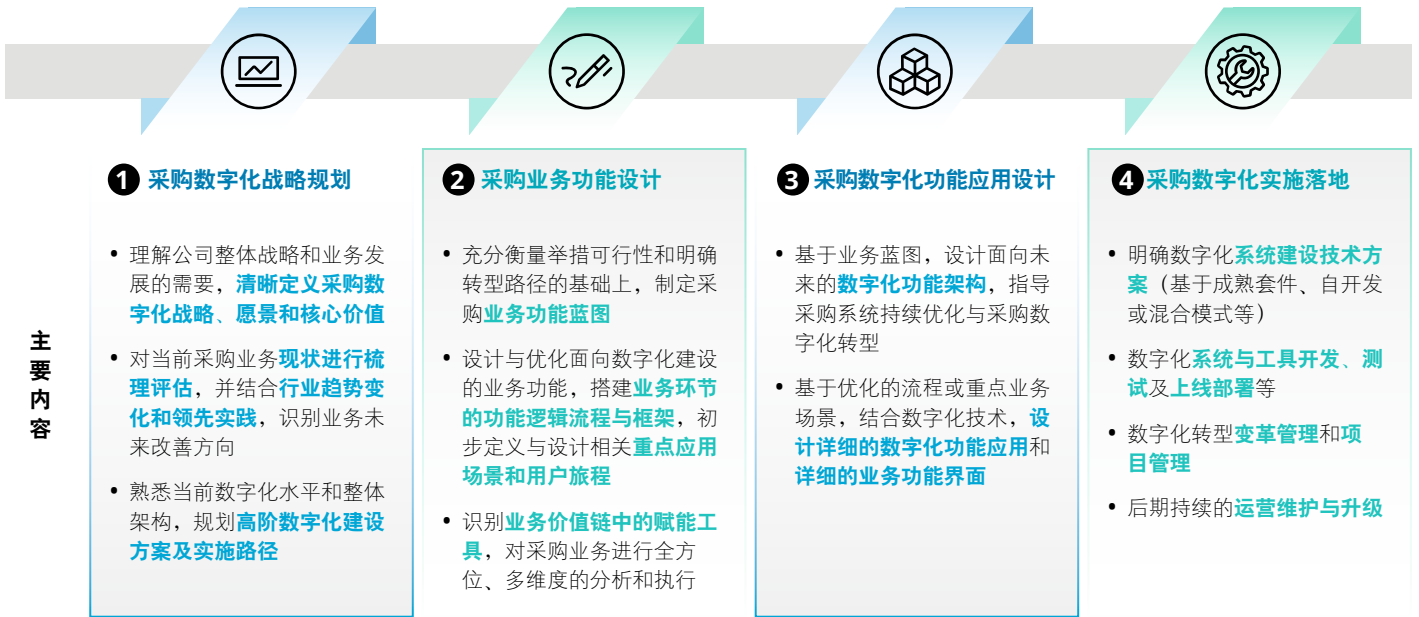 主要内容
1 采购数字化战略规划
• 理解公司整体战略和业务发
展的需要，清晰定义采购数
字化战略、愿景和核心价值
• 对当前采购业务现状进行梳
理评估，并结合行业趋势变
化和领先实践，识别业务未
来改善方向
• 熟悉当前数字化水平和整体
架构，规划高阶数字化建设
方案及实施路径
2 采购业务功能设计
• 充分衡量举措可行性和明确
转型路径的基础上，制定采
购业务功能蓝图
• 设计与优化面向数字化建设
的业务功能，搭建业务环节
的功能逻辑流程与框架，初
步定义与设计相关重点应用
场景和用户旅程
• 识别业务价值链中的赋能工
具，对采购业务进行全方
位、多维度的分析和执行
3 采购数字化功能应用设计
• 基于业务蓝图，设计面向未
来的数字化功能架构，指导
采购系统持续优化与采购数
字化转型
• 基于优化的流程或重点业务
场景，结合数字化技术，设
计详细的数字化功能应用和
详细的业务功能界面
4 采购数字化实施落地
• 明确数字化系统建设技术方
案（基于成熟套件、自开发
或混合模式等）
• 数字化系统与工具开发、测
试及上线部署等
• 数字化转型变革管理和项
目管理
• 后期持续的运营维护与升级